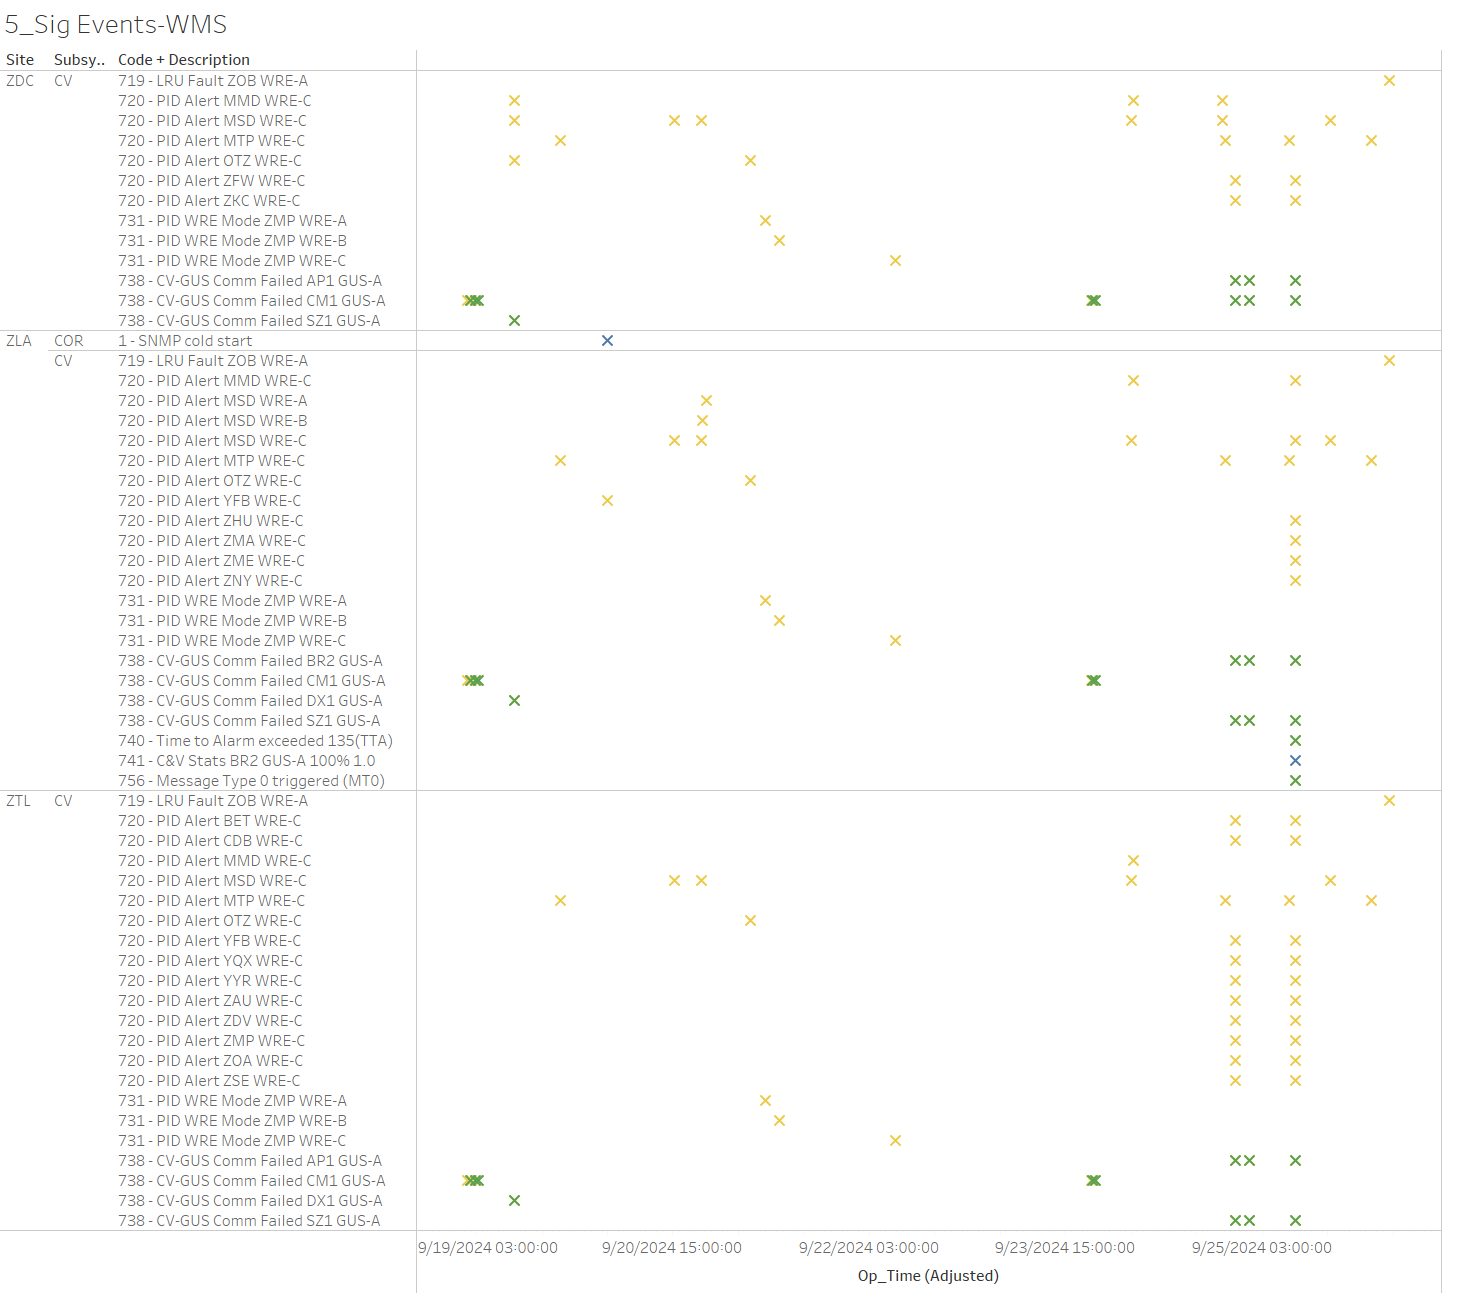 5_Sig Events-WMS
Site Subsy.. Code + Description
ZDC CV 719 - LRU Fault ZOB WRE-A
720 - PID Alert MMD WRE-C
720 - PID Alert MSD WRE-C
720 - PID Alert MTP WRE-C
720 - PID Alert OTZ WRE-C
720 - PID Alert ZFW WRE-C
720 - PID Alert ZKC WRE-C
731 - PID WRE Mode ZMP WRE-A
731 - PID WRE Mode ZMP WRE-B
731 - PID WRE Mode ZMP WRE-C
738 - CV-GUS Comm Failed AP1 GUS-A
738 - CV-GUS Comm Failed CM1 GUS-A
738 - CV-GUS Comm Failed SZ1 GUS-A
ZLA COR 1 - SNMP cold start
CV 719 - LRU Fault ZOB WRE-A
720 - PID Alert MMD WRE-C
720 - PID Alert MSD WRE-A
720 - PID Alert MSD WRE-B
720 - PID Alert MSD WRE-C
720 - PID Alert MTP WRE-C
720 - PID Alert OTZ WRE-C
720 - PID Alert YFB WRE-C
720 - PID Alert ZHU WRE-C
720 - PID Alert ZMA WRE-C
720 - PID Alert ZME WRE-C
720 - PID Alert ZNY WRE-C
731 - PID WRE Mode ZMP WRE-A
731 - PID WRE Mode ZMP WRE-B
731 - PID WRE Mode ZMP WRE-C
738 - CV-GUS Comm Failed BR2 GUS-A
738 - CV-GUS Comm Failed CM1 GUS-A
738 - CV-GUS Comm Failed DX1 GUS-A
738 - CV-GUS Comm Failed SZ1 GUS-A
740 - Time to Alarm exceeded 135(TTA)
741 - C&V Stats BR2 GUS-A 100% 1.0
756 - Message Type 0 triggered (MT0)
ZTL CV 719 - LRU Fault ZOB WRE-A
720 - PID Alert BET WRE-C
720 - PID Alert CDB WRE-C
720 - PID Alert MMD WRE-C
720 - PID Alert MSD WRE-C
720 - PID Alert MTP WRE-C
720 - PID Alert OTZ WRE-C
720 - PID Alert YFB WRE-C
720 - PID Alert YQX WRE-C
720 - PID Alert YYR WRE-C
720 - PID Alert ZAU WRE-C
720 - PID Alert ZDV WRE-C
720 - PID Alert ZMP WRE-C
720 - PID Alert ZOA WRE-C
720 - PID Alert ZSE WRE-C
731 - PID WRE Mode ZMP WRE-A
731 - PID WRE Mode ZMP WRE-B
731 - PID WRE Mode ZMP WRE-C
738 - CV-GUS Comm Failed AP1 GUS-A
738 - CV-GUS Comm Failed CM1 GUS-A
738 - CV-GUS Comm Failed DX1 GUS-A
738 - CV-GUS Comm Failed SZ1 GUS-A
9/19/2024 03:00:00 9/20/2024 15:00:00 9/22/2024 03:00:00 9/23/2024 15:00:00 9/25/2024 03:00:00
Op_Time (Adjusted)